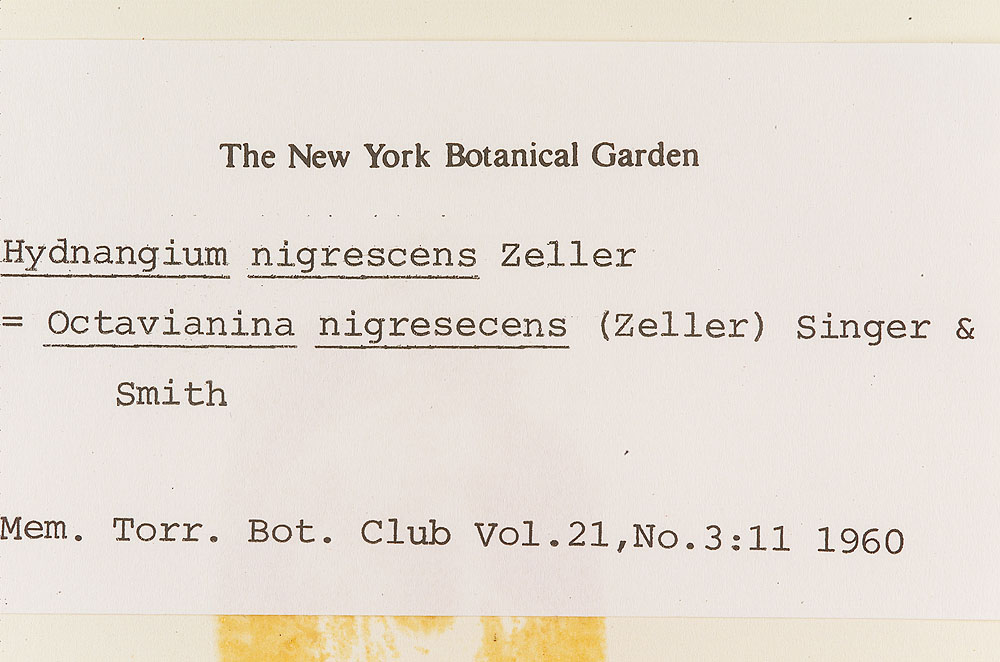 The New York Botanical Garden
Hydnangium nigrescens Zeller
= Octavianina nigresecens (Zeller) Singer &
Smith
Mem. Torr. Bot. Club Vol.21,No.3:11 1960